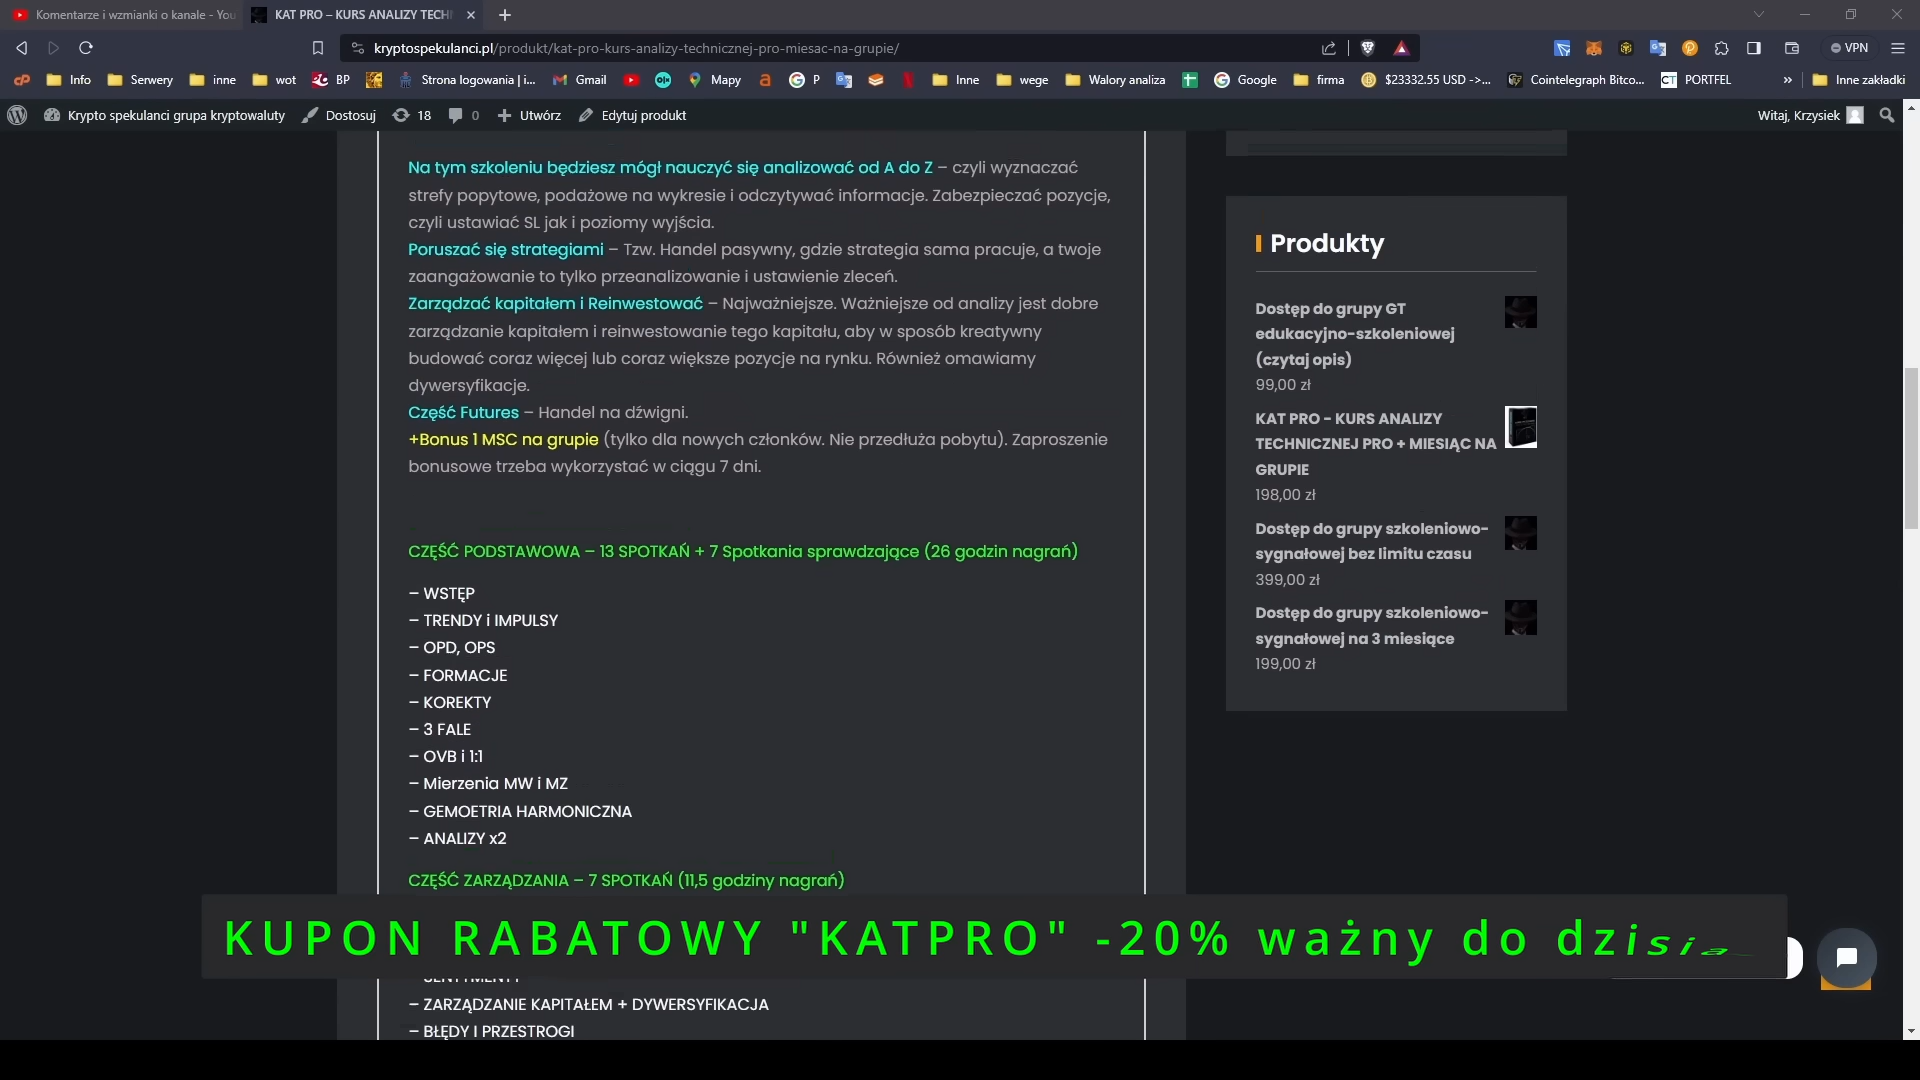 Komentarze i wzmianki o kanale - You
KAT PRO – KURS ANALIZY TECH
kryptospekulanci.pl/produkt/kat-pro-kurs-analizy-technicznej-pro-miesac-na-grupie/
VPN
Info
Serwery
inne
wot
BP
Strona logowania | i...
Gmail
Mapy
P
Inne
wege
Walory analiza
Google
firma
$23332.55 USD ->...
Cointelegraph Bitco...
PORTFEL
Inne zakładki
Krypto spekulanci grupa kryptowaluty
Dostosuj
18
0
Utwórz
Edytuj produkt
Witaj, Krzysiek
Na tym szkoleniu będziesz mógł nauczyć się analizować od A do Z – czyli wyznaczać
strefy popytowe, podażowe na wykresie i odczytywać informacje. Zabezpieczać pozycje,
czyli ustawiać SL jak i poziomy wyjścia.
Poruszać się strategiami – Tzw. Handel pasywny, gdzie strategia sama pracuje, a twoje
zaangażowanie to tylko przeanalizowanie i ustawienie zleceń.
Zarządzać kapitałem i Reinwestować – Najważniejsze. Ważniejsze od analizy jest dobre
zarządzanie kapitałem i reinwestowanie tego kapitału, aby w sposób kreatywny
budować coraz więcej lub coraz większe pozycje na rynku. Również omawiamy
dywersyfikacje.
Część Futures – Handel na dźwigni.
+Bonus 1 MSC na grupie (tylko dla nowych członków. Nie przedłuża pobytu). Zaproszenie
bonusowe trzeba wykorzystać w ciągu 7 dni.
CZĘŚĆ PODSTAWOWA – 13 SPOTKAŃ + 7 Spotkania sprawdzające (26 godzin nagrań)
– WSTĘP
– TRENDY i IMPULSY
– OPD, OPS
– FORMACJE
– KOREKTY
– 3 FALE
– OVB i 1:1
– Mierzenia MW i MZ
– GEMOETRIA HARMONICZNA
– ANALIZY x2
CZĘŚĆ ZARZĄDZANIA – 7 SPOTKAŃ (11,5 godziny nagrań)
– ZARZĄDZANIE KAPITAŁEM + DYWERSYFIKACJA
– BŁĘDY I PRZESTROGI
Produkty
Dostęp do grupy GT
edukacyjno-szkoleniowej
(czytaj opis)
99,00 zł
KAT PRO - KURS ANALIZY
TECHNICZNEJ PRO + MIESIĄC NA
GRUPIE
198,00 zł
Dostęp do grupy szkoleniowo-
sygnałowej bez limitu czasu
399,00 zł
Dostęp do grupy szkoleniowo-
sygnałowej na 3 miesiące
199,00 zł
KUPON RABATOWY "KATPRO" -20% ważny do dzisia